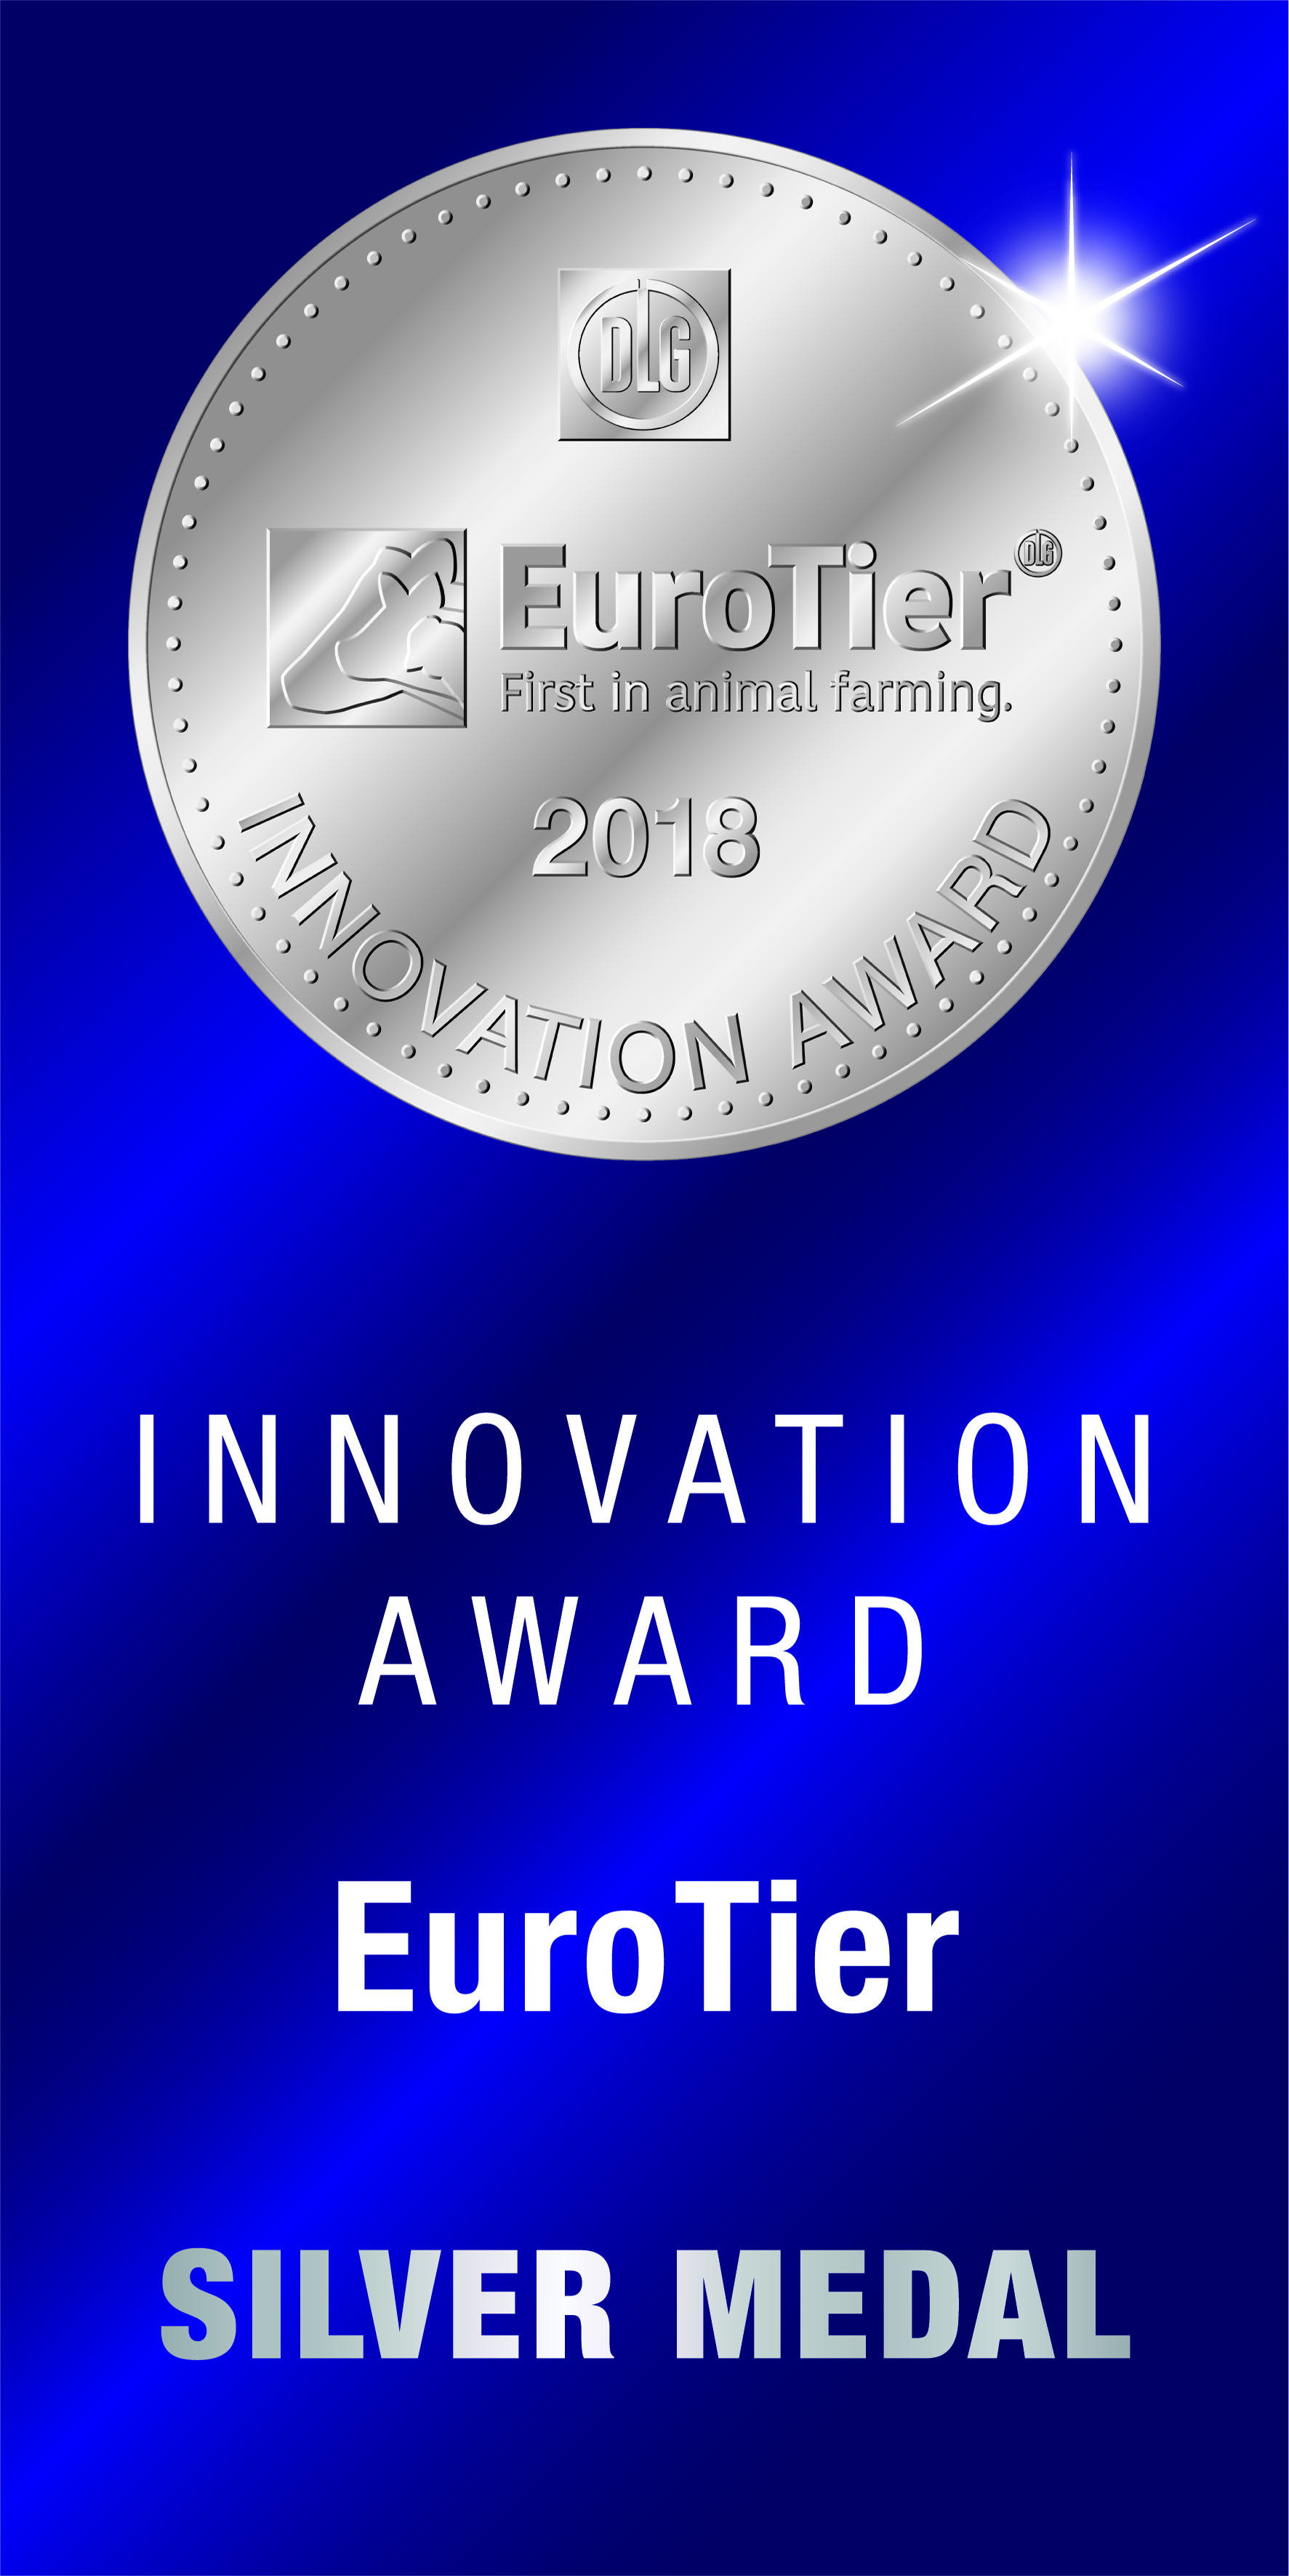 DLG
EuroTier DLG
First in animal farming.
2018
INNOVATION AWARD
INNOVATION
AWARD
EuroTier
SILVER MEDAL